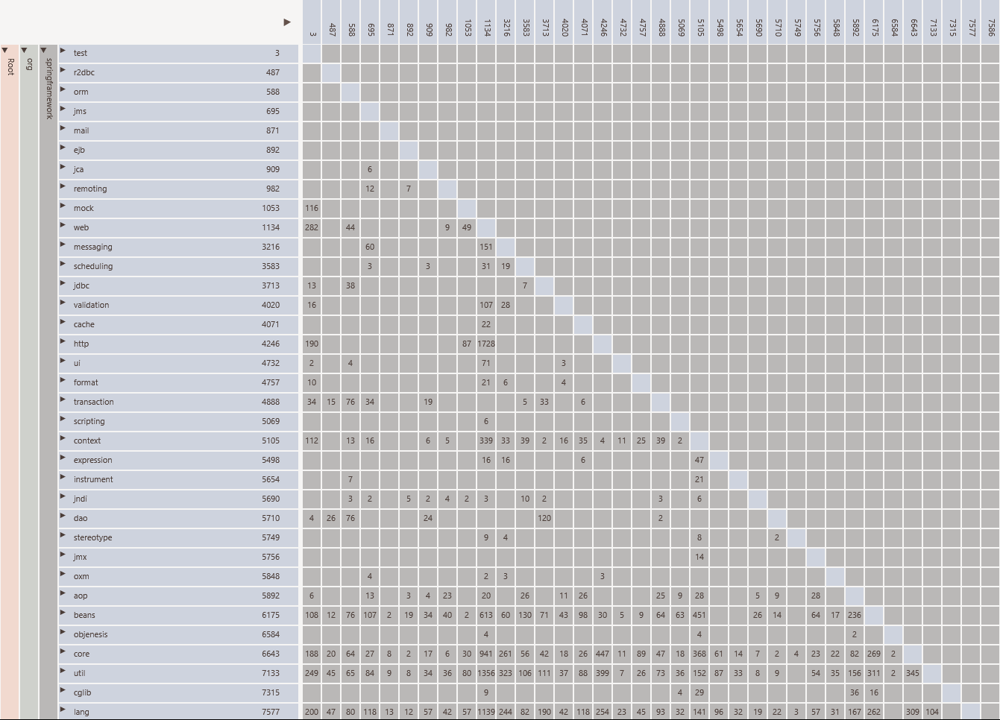 3 487 588 695 871 892 909 982 1053 1134 3216 3583 3713 4020 4071 4246 4732 4757 4888 5069 5105 5498 5654 5690 5710 5749 5756 5848 5892 6175 6584 6643 7133 7315 7577 7586
Root
org
springframework
test 3
r2dbc 487
orm 588
jms 695
mail 871
ejb 892
jca 909 6
remoting 982 12 7
mock 1053 116
web 1134 282 44 9 49
messaging 3216 60 151
scheduling 3583 3 3 31 19
jdbc 3713 13 38 7
validation 4020 16 107 28
cache 4071 22
http 4246 190 87 1728
ui 4732 2 4 71 3
format 4757 10 21 6 4
transaction 4888 34 15 76 34 19 5 33 6
scripting 5069 6
context 5105 112 13 16 6 5 339 33 39 2 16 35 4 11 25 39 2
expression 5498 16 16 6 47
instrument 5654 7 21
jndi 5690 3 2 5 2 4 2 3 10 2 3 6
dao 5710 4 26 76 24 120 2
stereotype 5749 9 4 8 2
jmx 5756 14
oxm 5848 4 2 3 3
aop 5892 6 13 3 4 23 20 26 11 26 25 9 28 5 9 28
beans 6175 108 12 76 107 2 19 34 40 2 613 60 130 71 43 98 30 5 9 64 63 451 26 14 64 17 236
objenesis 6584 4 4 2
core 6643 188 20 64 27 8 2 17 6 30 941 261 56 42 18 26 447 11 89 47 18 368 61 14 7 2 4 23 22 82 269 2
util 7133 249 45 65 84 9 8 34 36 80 1356 323 106 111 37 88 399 7 26 73 36 152 87 33 8 9 54 35 156 311 2 345
cglib 7315 9 4 29 36 16
lang 7577 200 47 80 118 13 12 57 42 57 1139 244 82 190 42 118 254 23 45 93 32 141 96 32 19 22 3 57 31 167 262 309 104